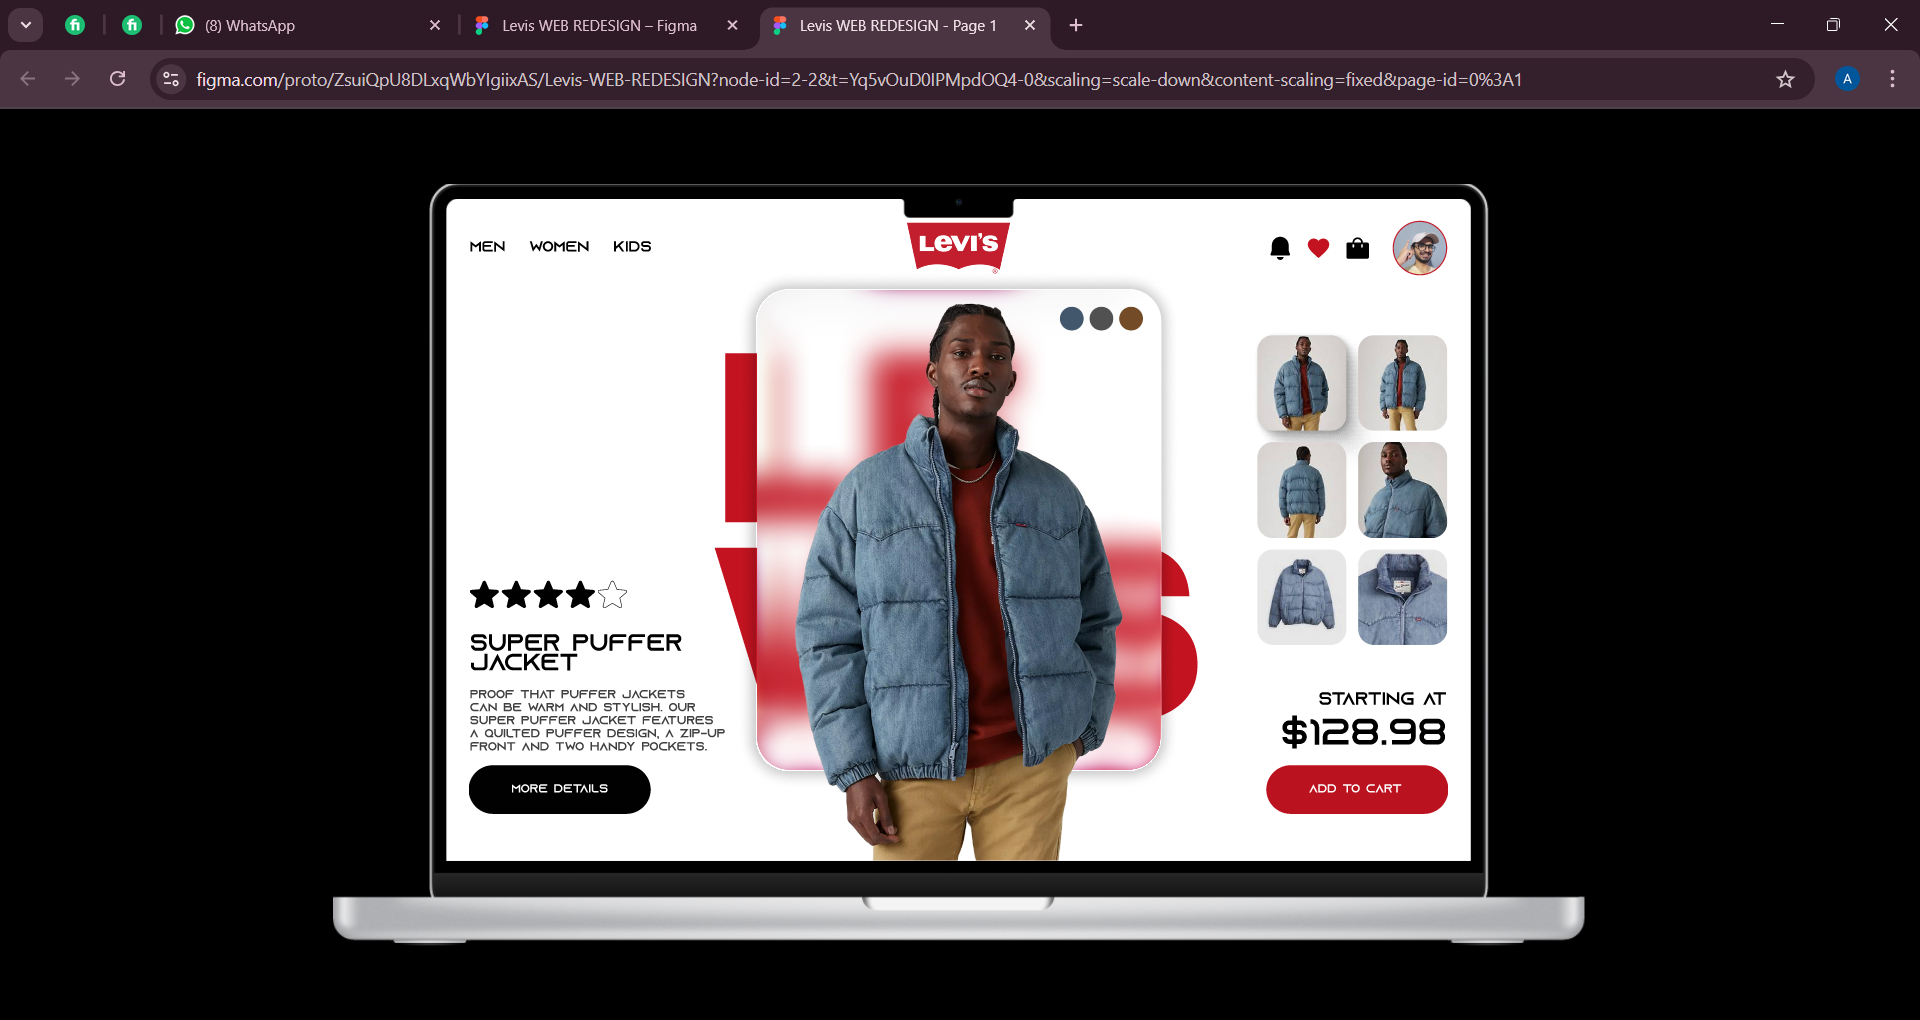 (8) WhatsApp
Levis WEB REDESIGN – Figma
Levis WEB REDESIGN - Page 1
figma.com/proto/ZsuiQpU8DLxqWbYIgiixAS/Levis-WEB-REDESIGN?node-id=2-2&t=Yq5vOuD0IPMpdOQ4-0&scaling=scale-down&content-scaling=fixed&page-id=0%3A1
A
MEN WOMEN KIDS
LEVI'S
®
SUPER PUFFER
JACKET
PROOF THAT PUFFER JACKETS
CAN BE WARM AND STYLISH. OUR
SUPER PUFFER JACKET FEATURES
A QUILTED PUFFER DESIGN, A ZIP-UP
FRONT AND TWO HANDY POCKETS.
MORE DETAILS
STARTING AT
$128.98
ADD TO CART